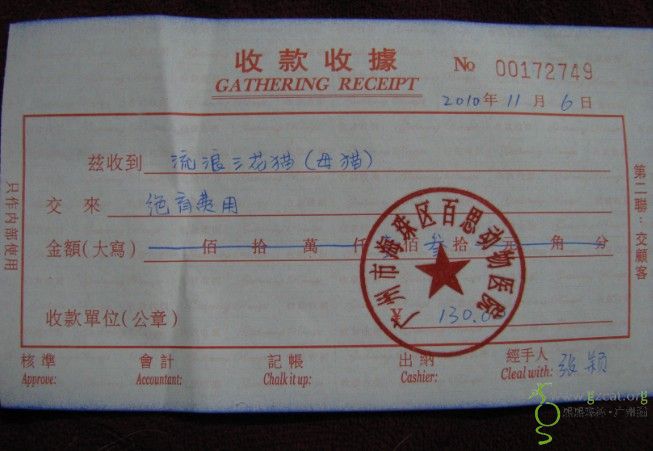 收款收據
GATHERING RECEIPT
No 00172749
2010年11月6日
茲收到 流浪三花猫(母猫)
交來 绝育费用
金額(大寫) 佰 拾 萬 仟 佰 叁 拾 元 角 分
广州市海珠区百思动物医院
收款單位(公章) 130.0
核準 會計 記帳 出納 經手人 张颖
Approve: Accountant: Chalk it up: Cashier: Cleal with:
只作内部使用
第二聯:交顧客
www.gzcat.org